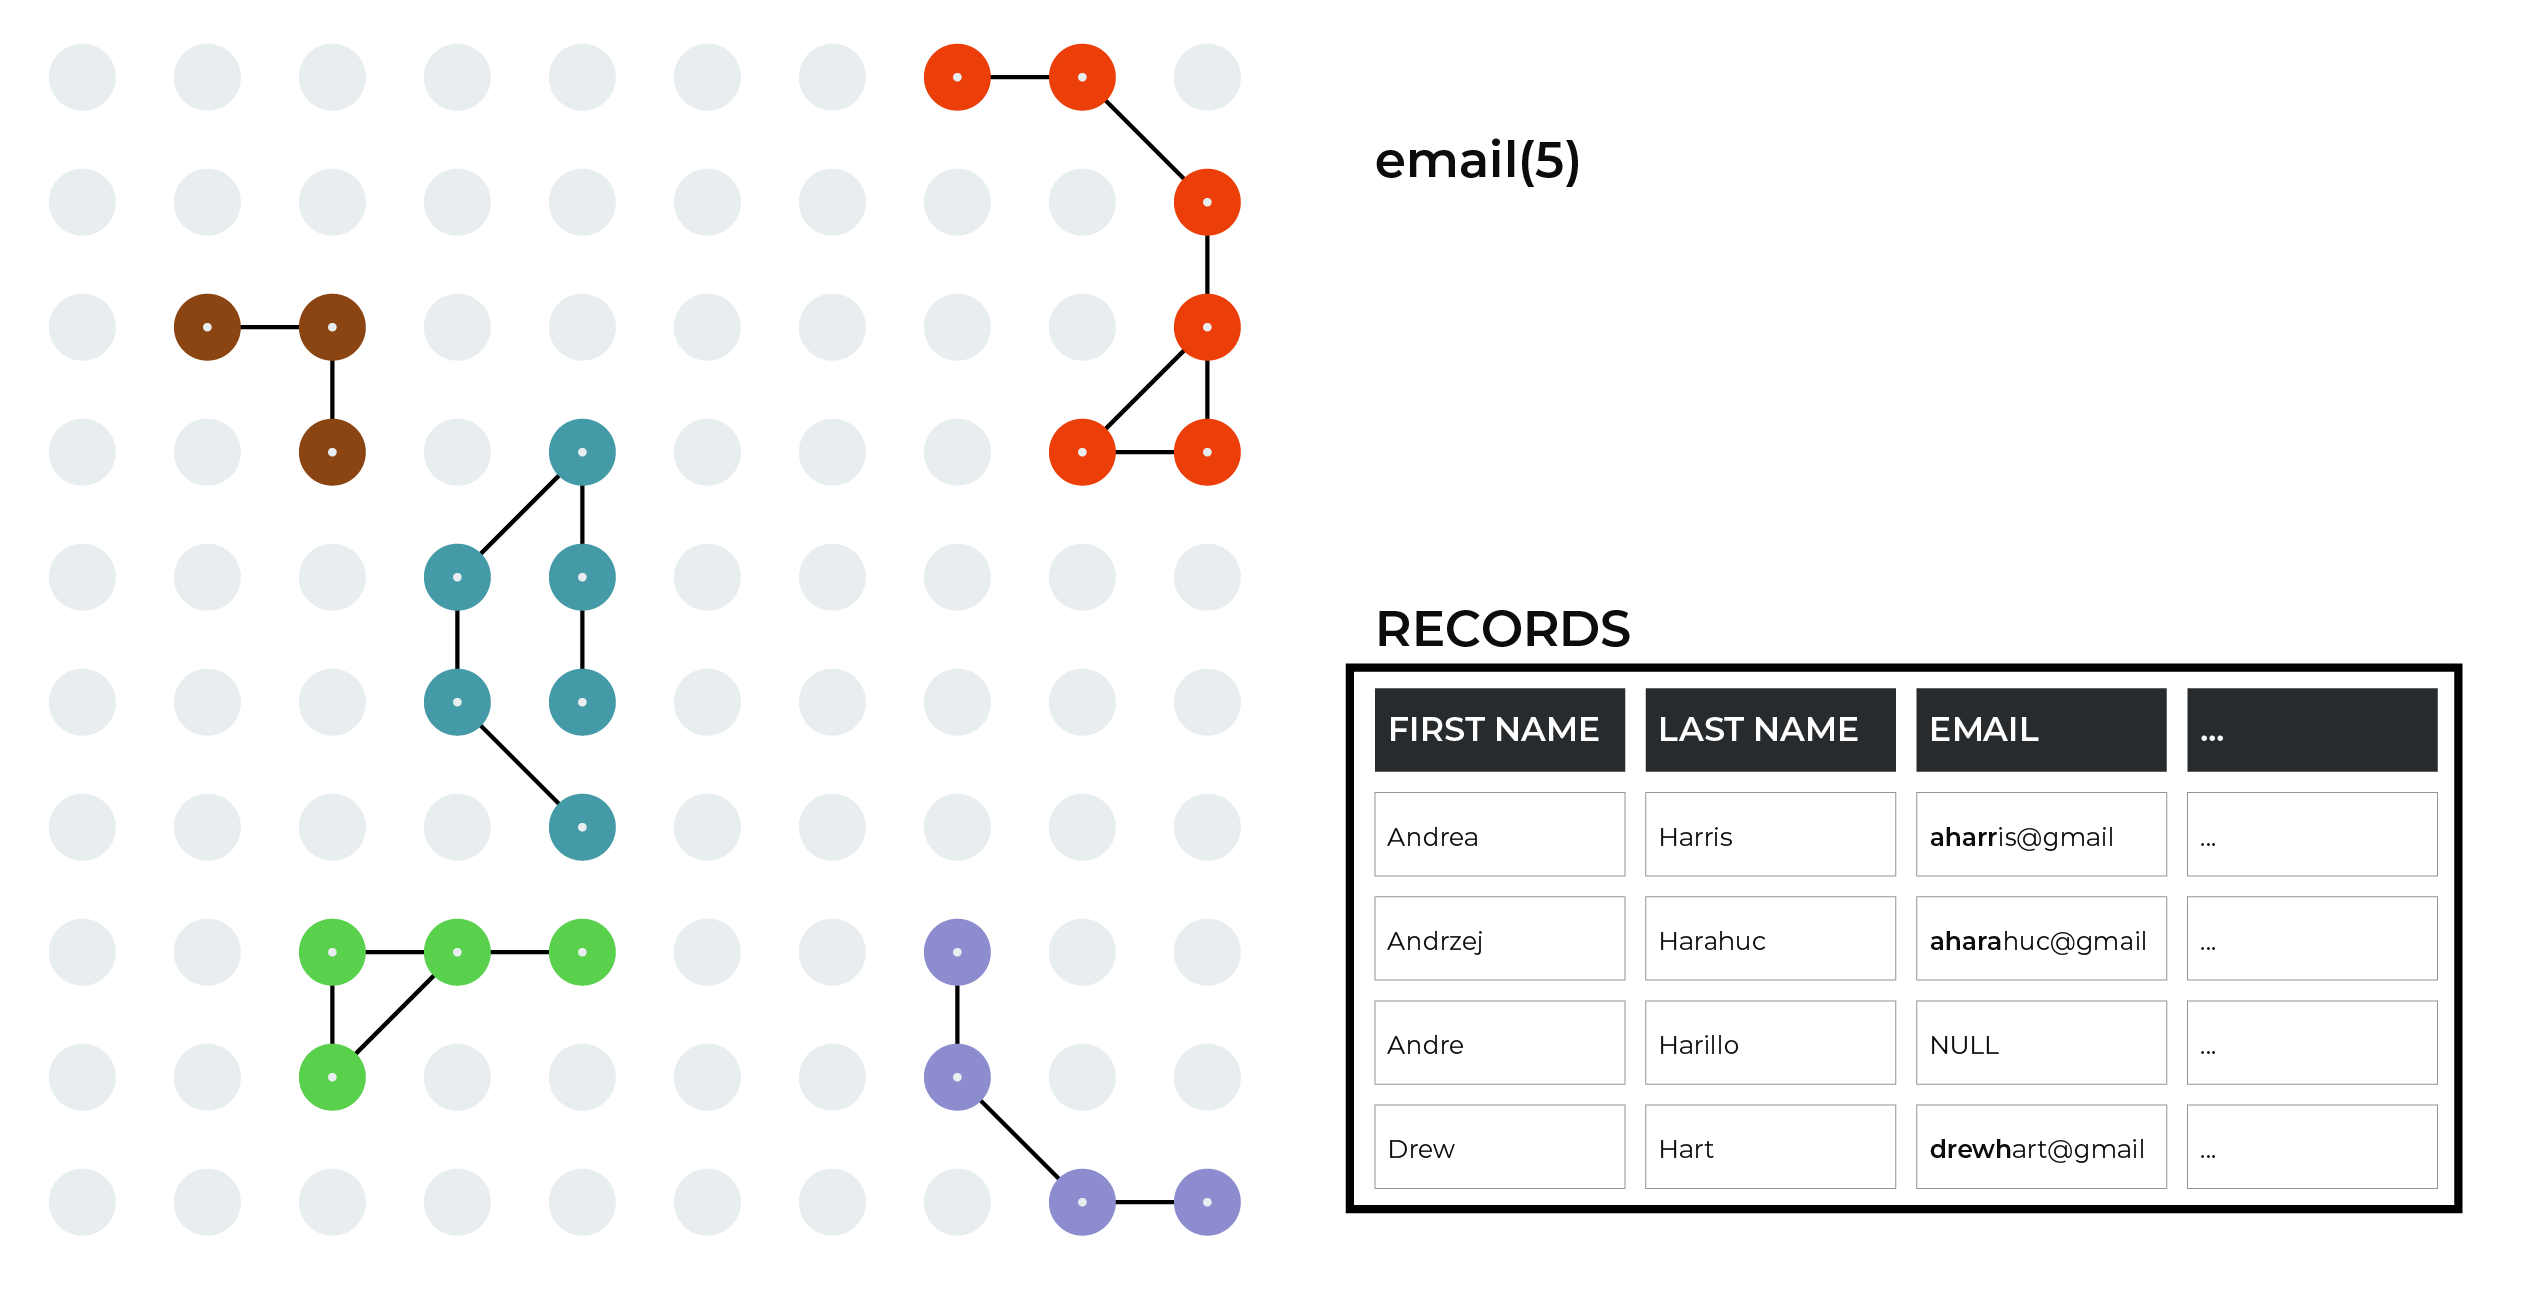 email(5)
RECORDS
FIRST NAME LAST NAME EMAIL ...
Andrea Harris aharris@gmail ...
Andrzej Harahuc aharahuc@gmail ...
Andre Harillo NULL ...
Drew Hart drewhart@gmail ...